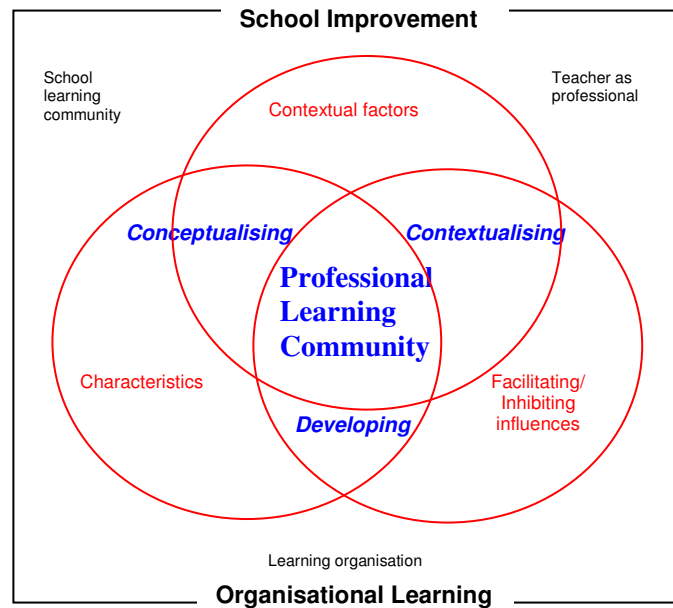 School Improvement
School
learning
community
Teacher as
professional
Contextual factors
Conceptualising
Contextualising
Professional
Learning
Community
Characteristics
Facilitating/
Inhibiting
influences
Developing
Learning organisation
Organisational Learning